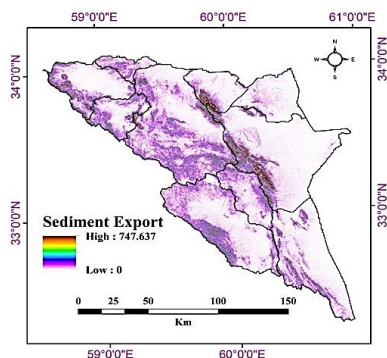 59°0'0"E 60°0'0"E 61°0'0"E
N
W E
S
34°0'0"N 34°0'0"N
33°0'0"N 33°0'0"N
Sediment Export
High : 747.637
Low : 0
0 25 50 100 150
Km
59°0'0"E 60°0'0"E